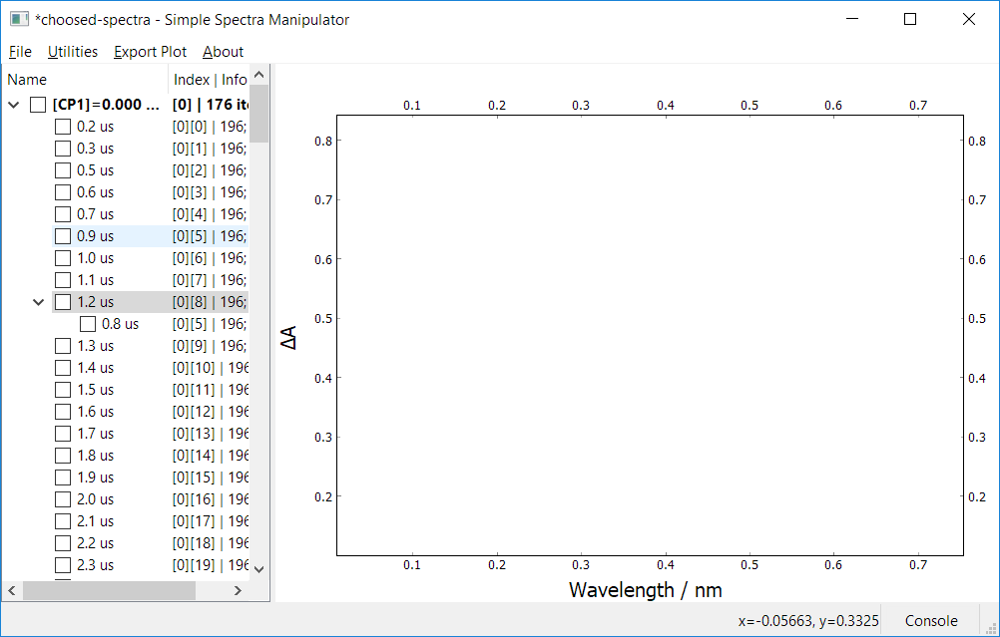 *choosed-spectra - Simple Spectra Manipulator
File Utilities Export Plot About
Name Index | Info
[CP1]=0.000 ... [0] | 176 ite
0.2 us [0][0] | 196;
0.3 us [0][1] | 196;
0.5 us [0][2] | 196;
0.6 us [0][3] | 196;
0.7 us [0][4] | 196;
0.9 us [0][5] | 196;
1.0 us [0][6] | 196;
1.1 us [0][7] | 196;
1.2 us [0][8] | 196;
0.8 us [0][5] | 196;
1.3 us [0][9] | 196;
1.4 us [0][10] | 196
1.5 us [0][11] | 196
1.6 us [0][12] | 196
1.7 us [0][13] | 196
1.8 us [0][14] | 196
1.9 us [0][15] | 196
2.0 us [0][16] | 196
2.1 us [0][17] | 196
2.2 us [0][18] | 196
2.3 us [0][19] | 196
0.1 0.2 0.3 0.4 0.5 0.6 0.7
0.8 0.8
0.7 0.7
0.6 0.6
0.5 0.5
ΔA
0.4 0.4
0.3 0.3
0.2 0.2
0.1 0.2 0.3 0.4 0.5 0.6 0.7
Wavelength / nm
x=-0.05663, y=0.3325 Console